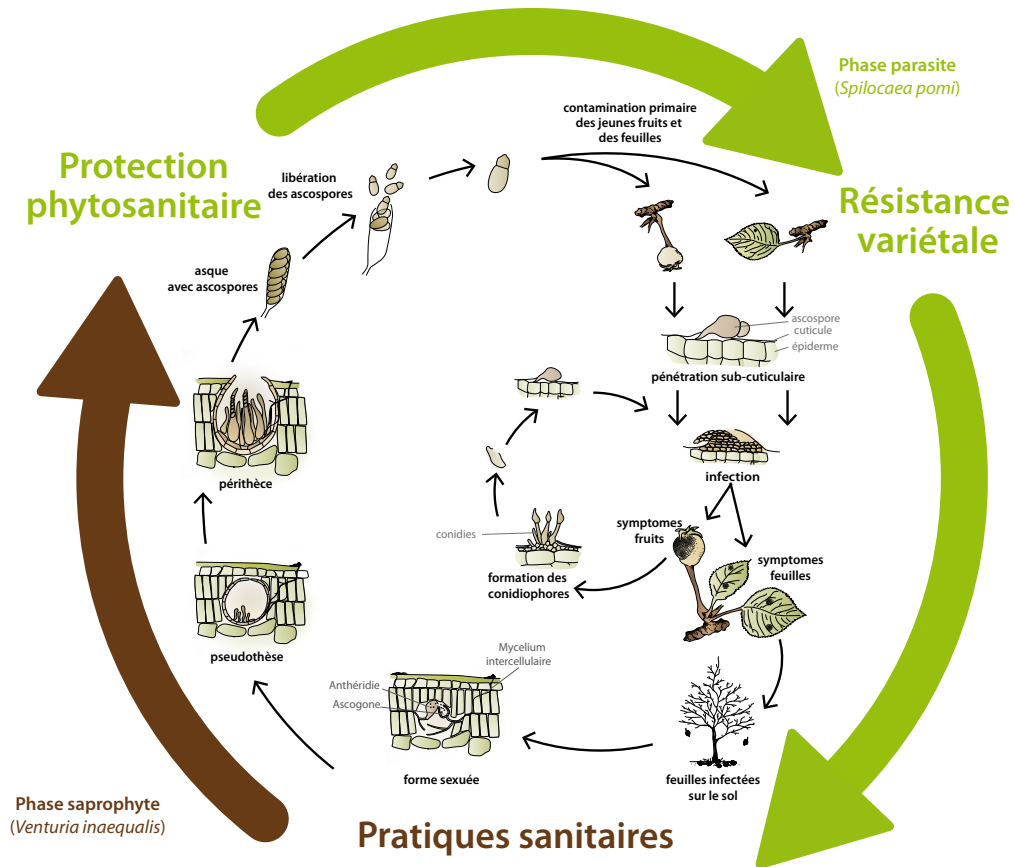 Phase parasite
(Spilocaea pomi)
contamination primaire
des jeunes fruits et
des feuilles
Protection
phytosanitaire
libération
des ascospores
Résistance
variétale
asque
avec ascospores
ascospore
cuticule
épiderme
pénétration sub-cuticulaire
périthèce
infection
conidies
symptomes
fruits
symptomes
feuilles
formation des
conidiophores
pseudothèse
Mycelium
intercellulaire
Anthéridie
Ascogone
forme sexuée
feuilles infectées
sur le sol
Phase saprophyte
(Venturia inaequalis)
Pratiques sanitaires